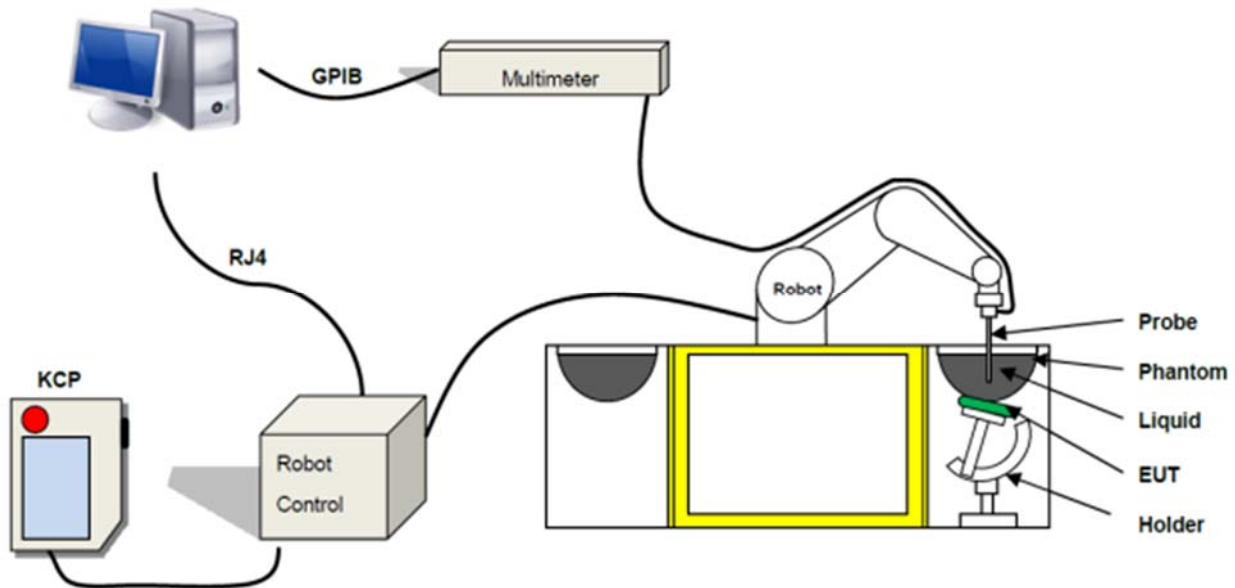 GPIB
Multimeter
RJ4
Robot
KCP
Robot
Control
Probe
Phantom
Liquid
EUT
Holder